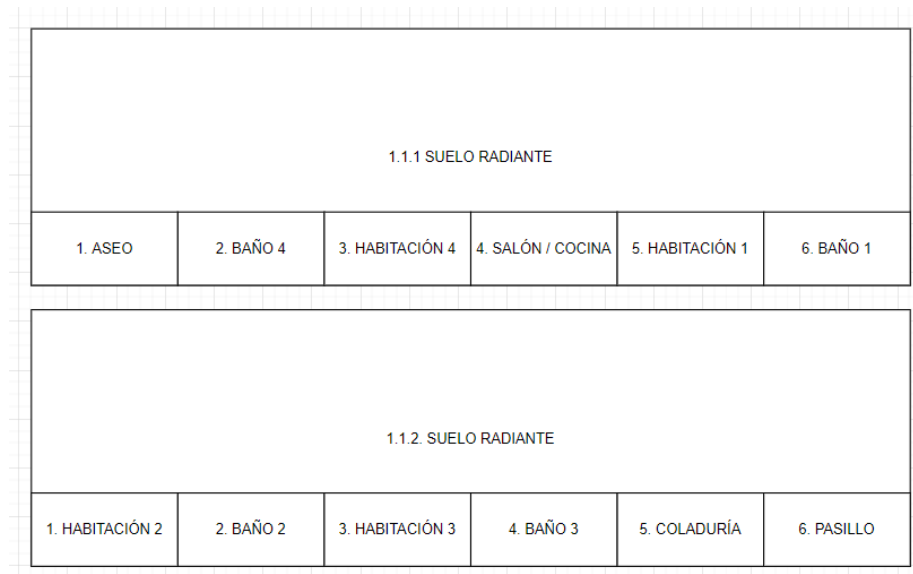 1.1.1 SUELO RADIANTE
1. ASEO
2. BAÑO 4
3. HABITACIÓN 4
4. SALÓN / COCINA
5. HABITACIÓN 1
6. BAÑO 1
1.1.2. SUELO RADIANTE
1. HABITACIÓN 2
2. BAÑO 2
3. HABITACIÓN 3
4. BAÑO 3
5. COLADURÍA
6. PASILLO